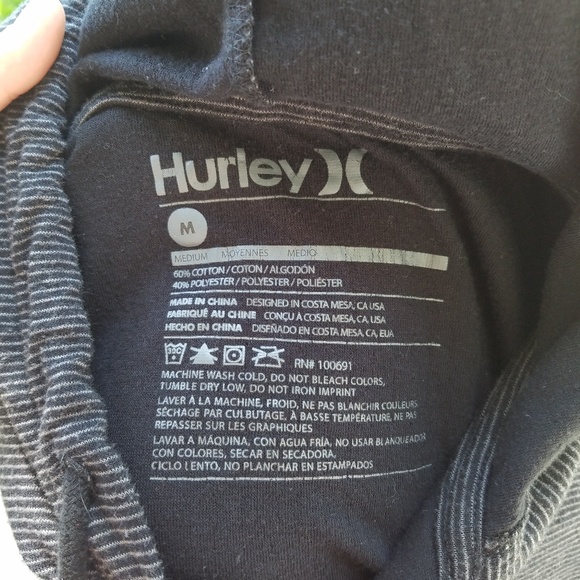 Hurley
M
MEDIUM MOYENNES MEDIO
60% COTTON / COTON / ALGODÓN
40% POLYESTER / POLYESTER / POLIÉSTER
MADE IN CHINA DESIGNED IN COSTA MESA, CA USA
FABRIQUÉ AU CHINE CONÇU À COSTA MESA, CA USA
HECHO EN CHINA DISEÑADO EN COSTA MESA, CA, EUA
30C RN# 100691
MACHINE WASH COLD, DO NOT BLEACH COLORS,
TUMBLE DRY LOW, DO NOT IRON IMPRINT
LAVER À LA MACHINE, FROID, NE PAS BLANCHIR COULEURS
SÉCHAGE PAR CULBUTAGE, À BASSE TEMPÉRATURE, NE PAS
REPASSER SUR LES GRAPHIQUES
LAVAR A MÁQUINA, CON AGUA FRÍA, NO USAR BLANQUEADOR
CON COLORES, SECAR EN SECADORA,
CICLO LENTO, NO PLANCHAR EN ESTAMPADOS